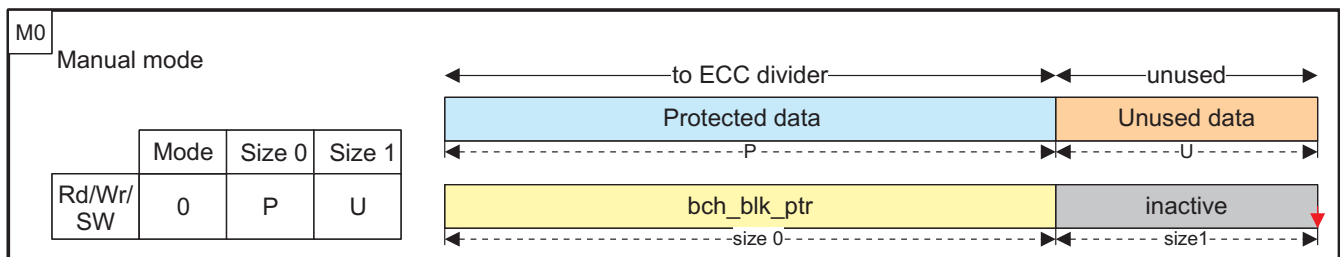 M0
Manual mode
to ECC divider
unused
Protected data
Unused data
P
U
Mode
Size 0
Size 1
Rd/Wr/
SW
0
P
U
bch_blk_ptr
inactive
size 0
size1